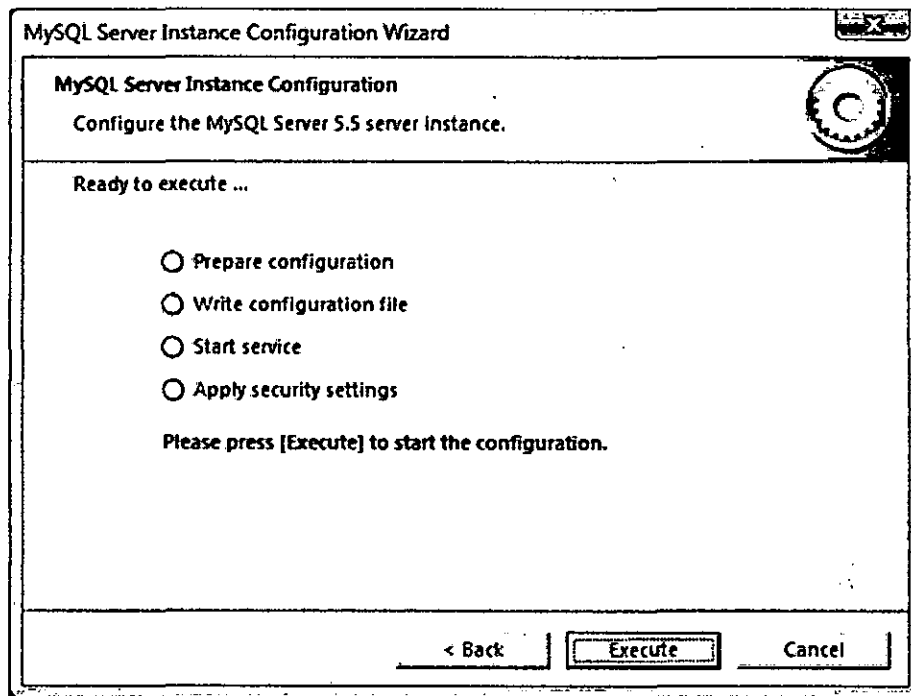 MySQL Server Instance Configuration Wizard
MySQL Server Instance Configuration
Configure the MySQL Server 5.5 server instance.
Ready to execute ...
Prepare configuration
Write configuration file
Start service
Apply security settings
Please press [Execute] to start the configuration.
< Back
Execute
Cancel